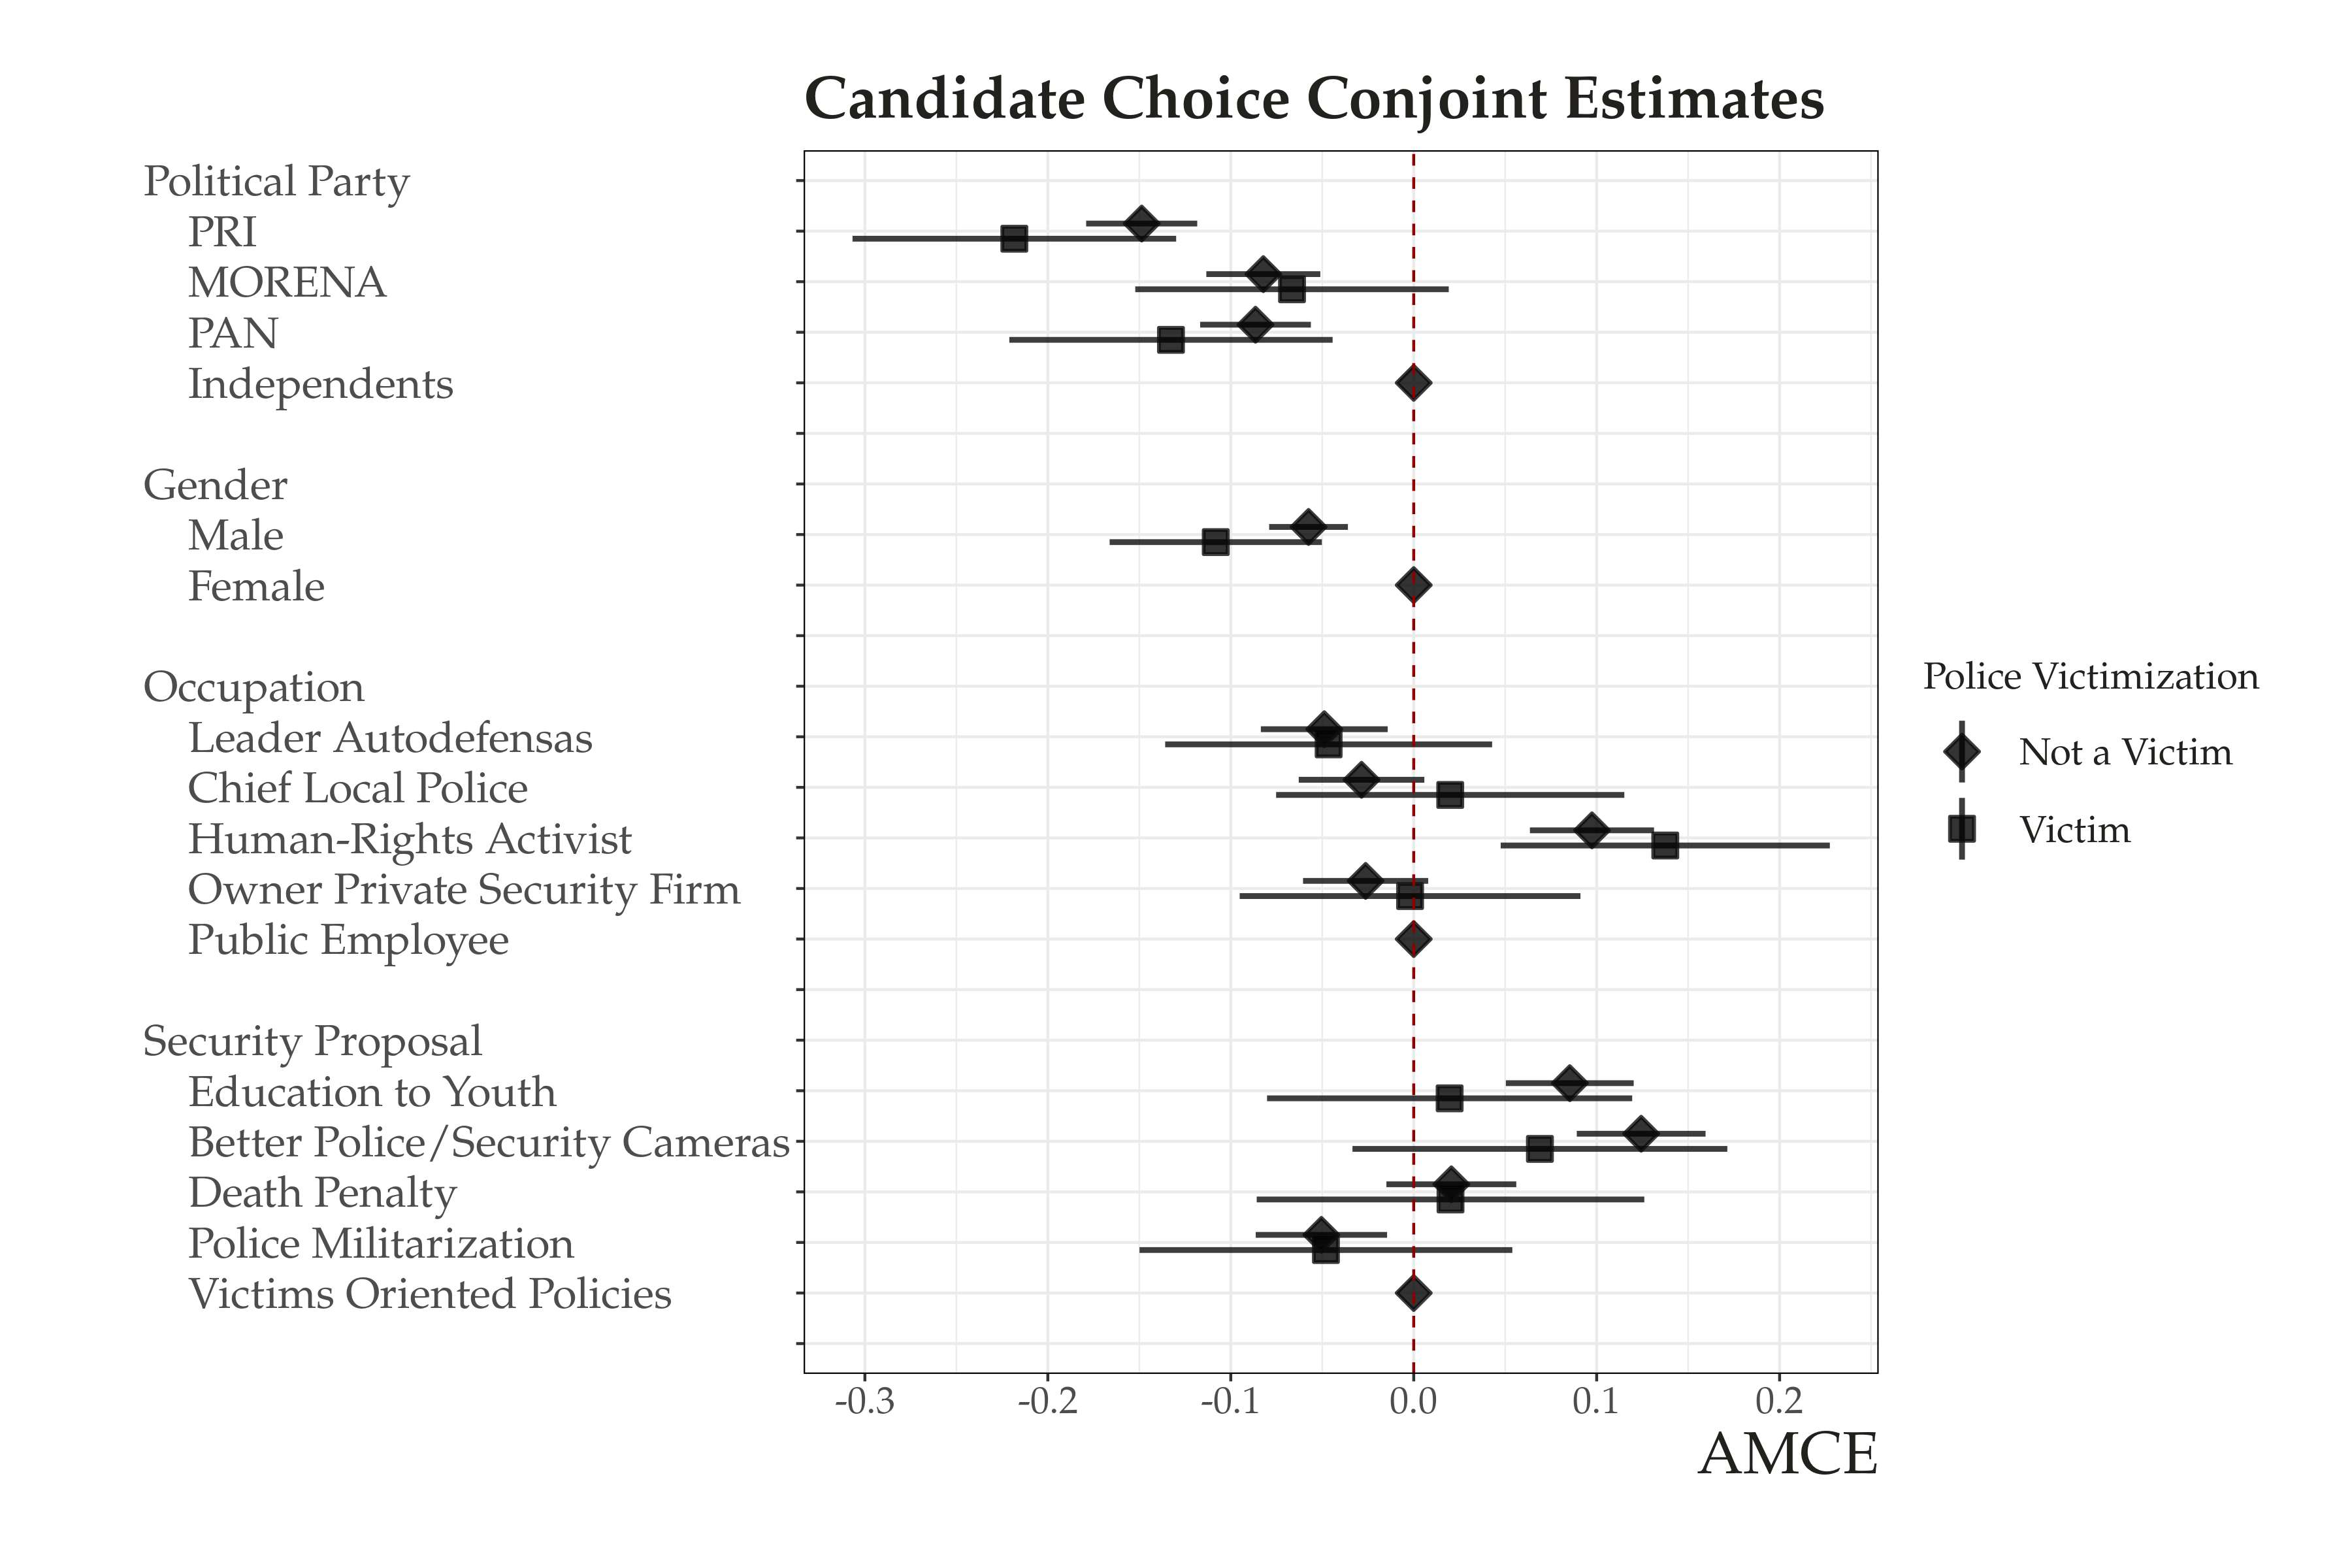 Candidate Choice Conjoint Estimates
Political Party
PRI
MORENA
PAN
Independents
Gender
Male
Female
Occupation
Leader Autodefensas
Chief Local Police
Human-Rights Activist
Owner Private Security Firm
Public Employee
Security Proposal
Education to Youth
Better Police/Security Cameras
Death Penalty
Police Militarization
Victims Oriented Policies
-0.3 -0.2 -0.1 0.0 0.1 0.2
AMCE
Police Victimization
Not a Victim
Victim